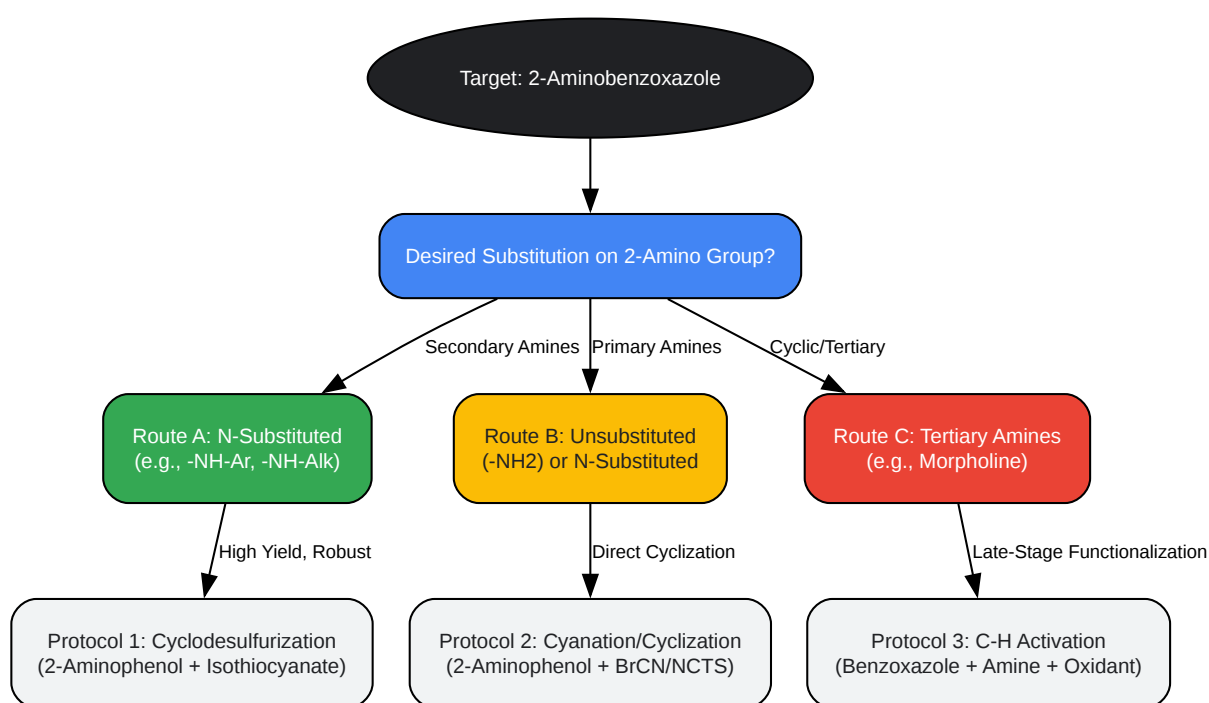 Target: 2-Aminobenzoxazole
Desired Substitution on 2-Amino Group?
Secondary Amines
Primary Amines
Cyclic/Tertiary
Route A: N-Substituted
(e.g., -NH-Ar, -NH-Alk)
Route B: Unsubstituted
(-NH2) or N-Substituted
Route C: Tertiary Amines
(e.g., Morpholine)
High Yield, Robust
Direct Cyclization
Late-Stage Functionalization
Protocol 1: Cyclodesulfurization
(2-Aminophenol + Isothiocyanate)
Protocol 2: Cyanation/Cyclization
(2-Aminophenol + BrCN/NCTS)
Protocol 3: C-H Activation
(Benzoxazole + Amine + Oxidant)